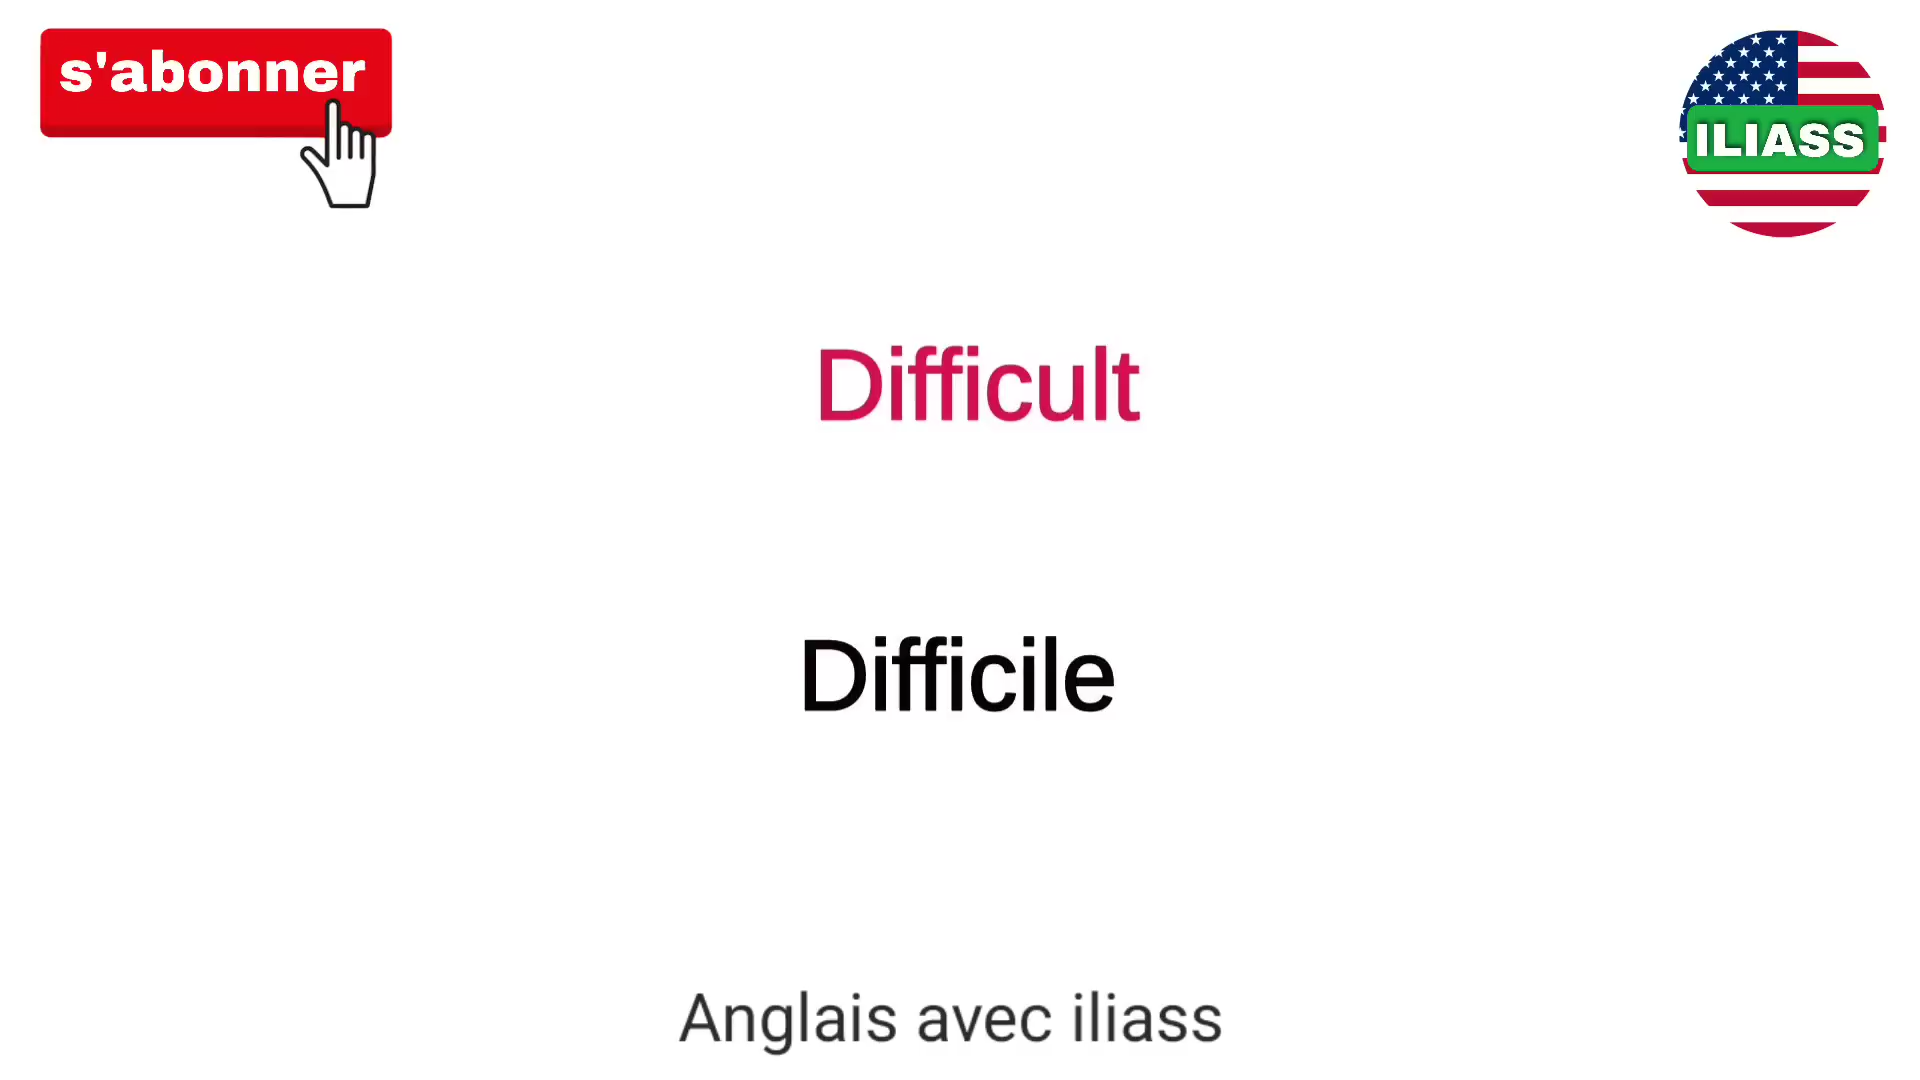 s'abonner
ILIASS
Difficult
Difficile
Anglais avec iliass